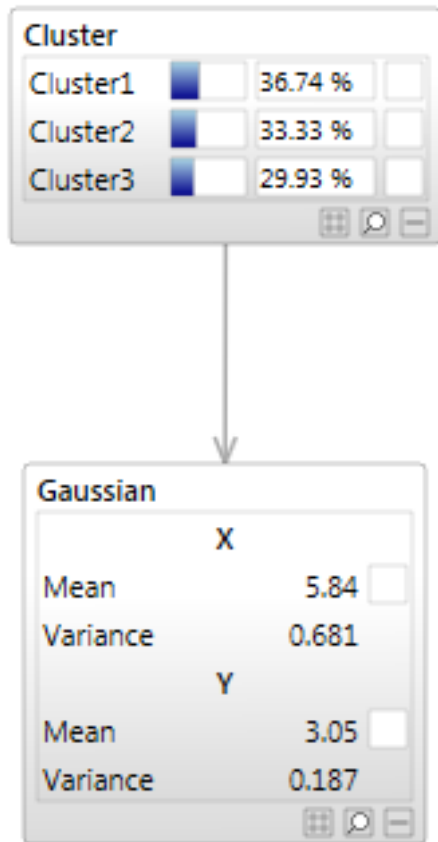 Cluster
Cluster1 36.74 %
Cluster2 33.33 %
Cluster3 29.93 %
Gaussian
X
Mean 5.84
Variance 0.681
Y
Mean 3.05
Variance 0.187